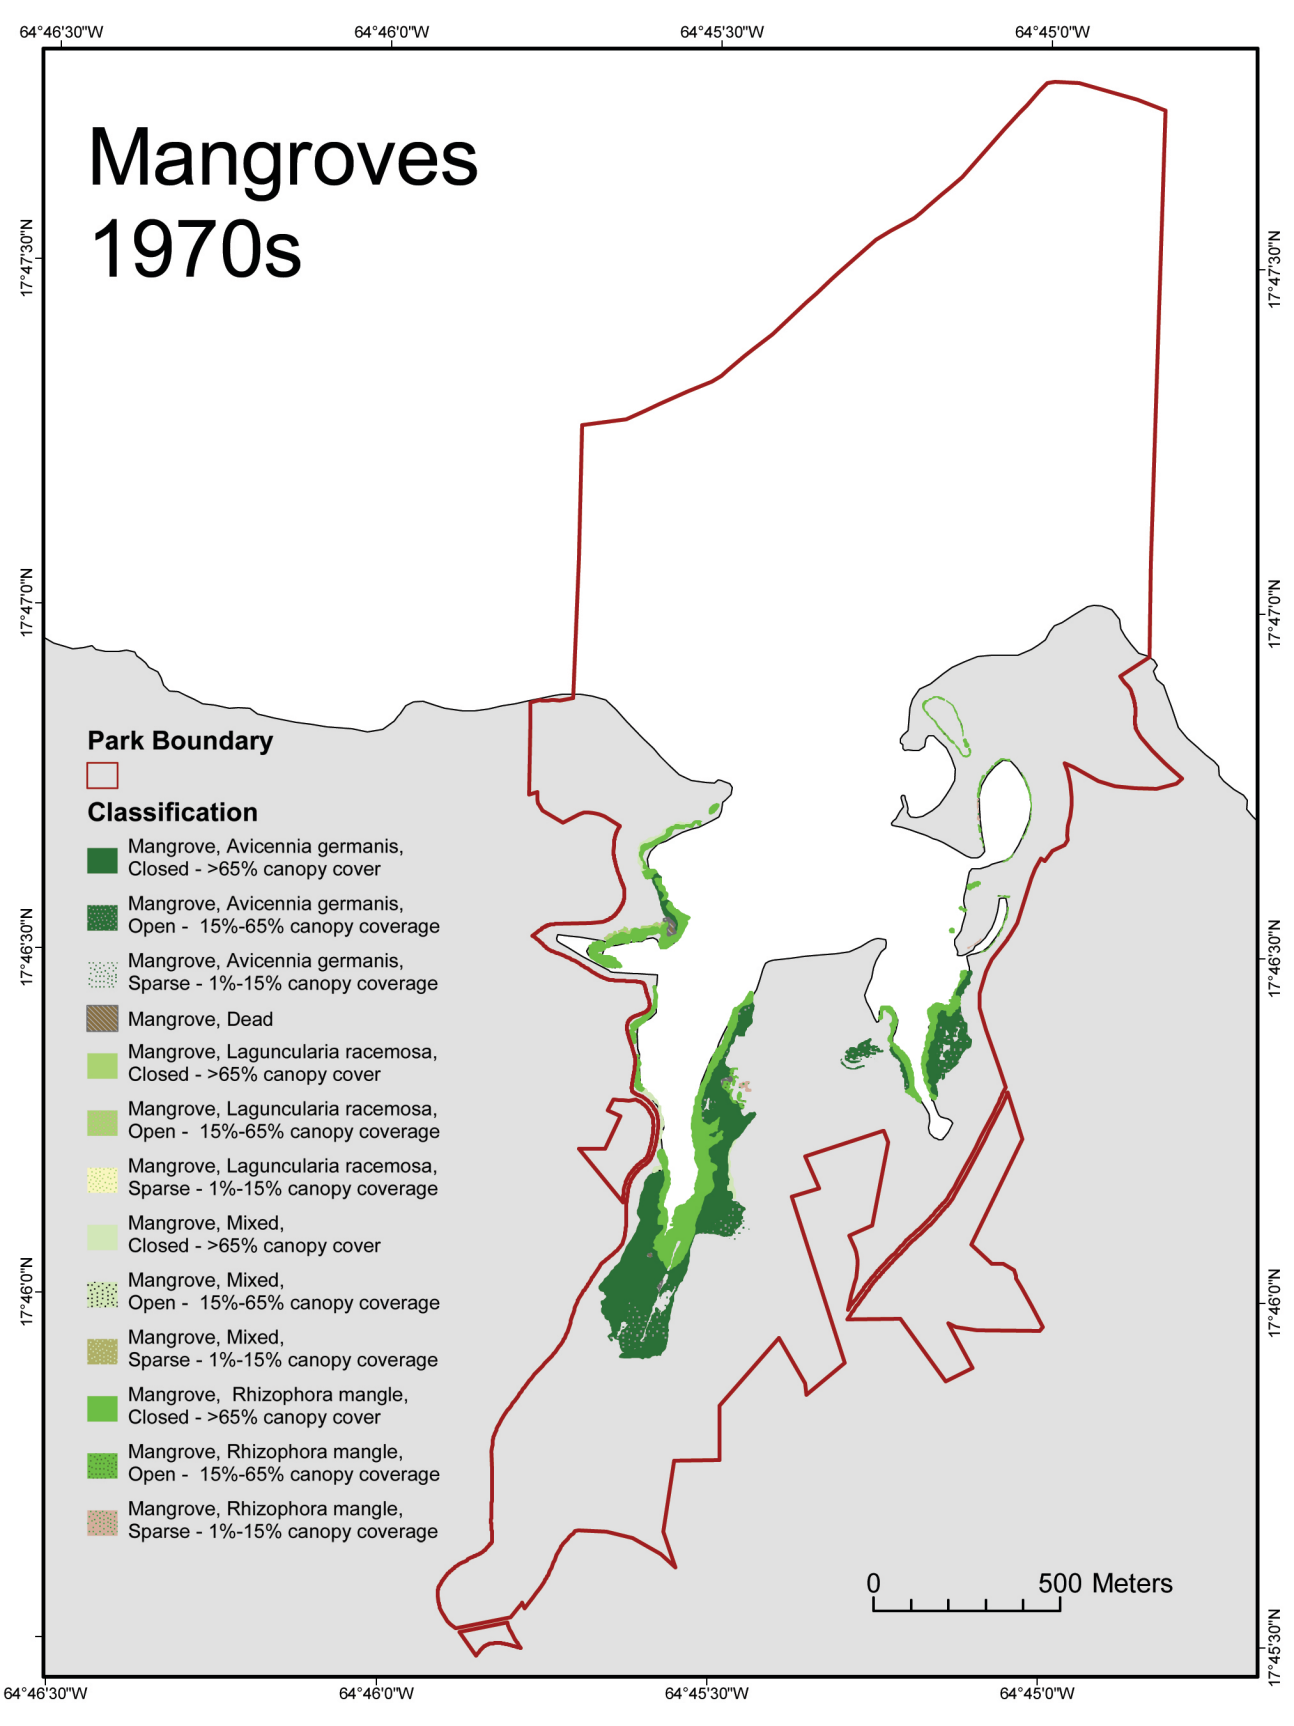 64°46'30"W 64°46'0"W 64°45'30"W 64°45'0"W
Mangroves
1970s
17°47'30"N
17°47'30"N
17°47'0"N
17°47'0"N
Park Boundary
Classification
Mangrove, Avicennia germanis,
Closed - >65% canopy cover
Mangrove, Avicennia germanis,
Open - 15%-65% canopy coverage
Mangrove, Avicennia germanis,
Sparse - 1%-15% canopy coverage
Mangrove, Dead
Mangrove, Laguncularia racemosa,
Closed - >65% canopy cover
Mangrove, Laguncularia racemosa,
Open - 15%-65% canopy coverage
Mangrove, Laguncularia racemosa,
Sparse - 1%-15% canopy coverage
Mangrove, Mixed,
Closed - >65% canopy cover
Mangrove, Mixed,
Open - 15%-65% canopy coverage
Mangrove, Mixed,
Sparse - 1%-15% canopy coverage
Mangrove, Rhizophora mangle,
Closed - >65% canopy cover
Mangrove, Rhizophora mangle,
Open - 15%-65% canopy coverage
Mangrove, Rhizophora mangle,
Sparse - 1%-15% canopy coverage
17°46'30"N
17°46'30"N
17°46'0"N
17°46'0"N
0 500 Meters
17°45'30"N
64°46'30"W 64°46'0"W 64°45'30"W 64°45'0"W